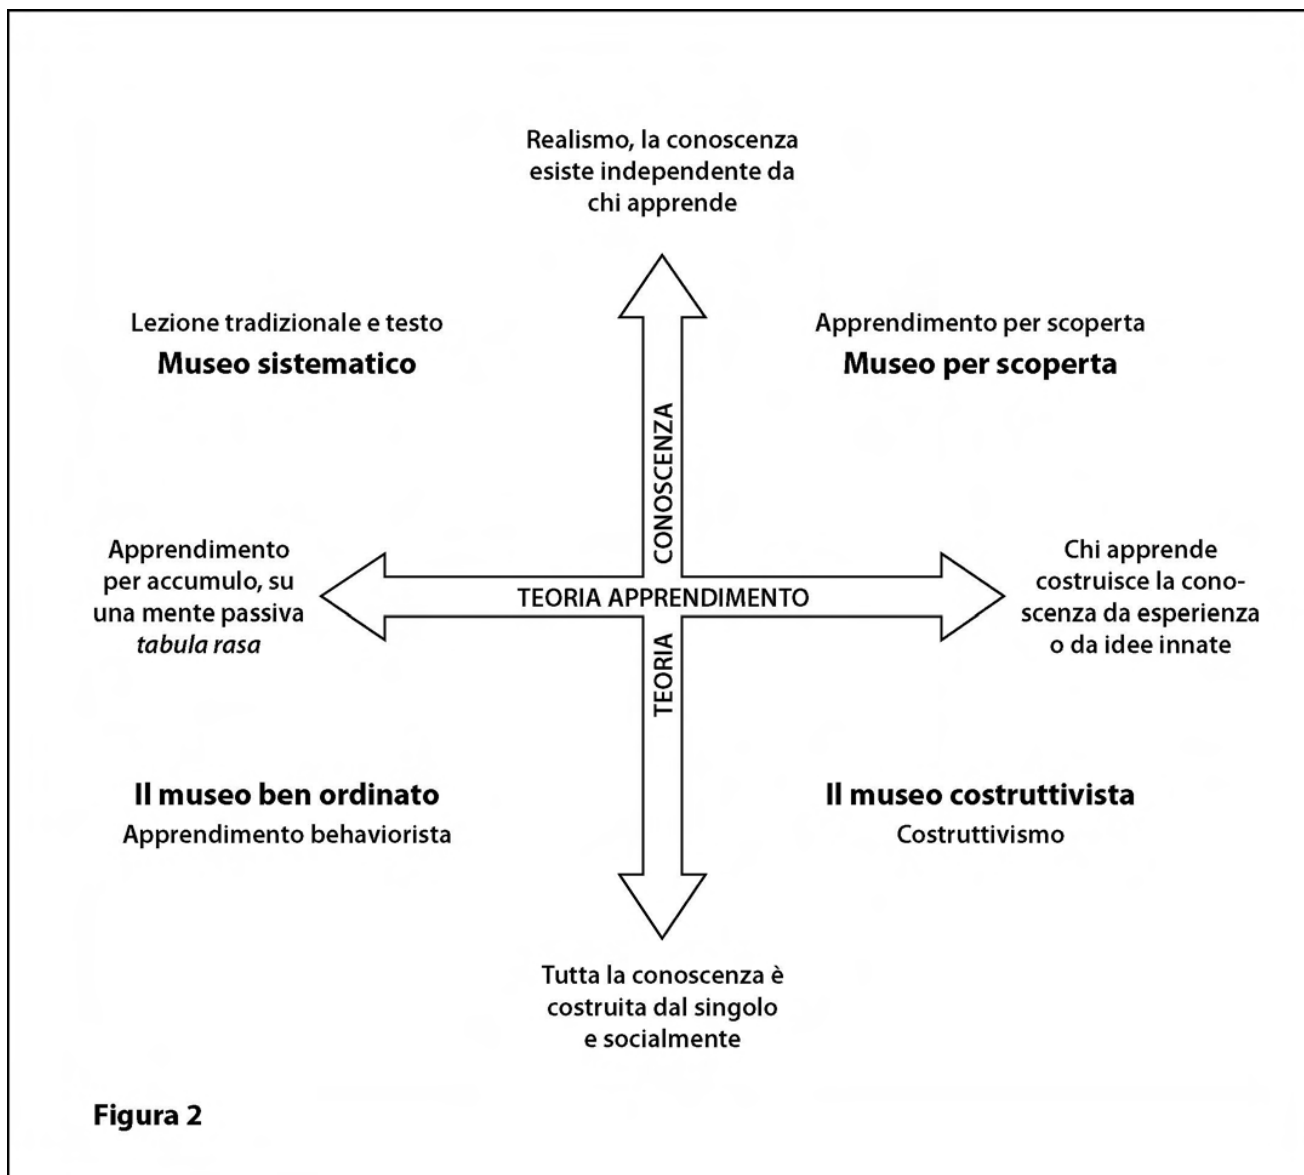 Realismo, la conoscenza
esiste independente da
chi apprende
Lezione tradizionale e testo
Museo sistematico
Apprendimento per scoperta
Museo per scoperta
TEORIA CONOSCENZA
Apprendimento
per accumulo, su
una mente passiva
tabula rasa
TEORIA APPRENDIMENTO
Chi apprende
costruisce la cono-
scenza da esperienza
o da idee innate
Il museo ben ordinato
Apprendimento behaviorista
Il museo costruttivista
Costruttivismo
Tutta la conoscenza è
costruita dal singolo
e socialmente
Figura 2